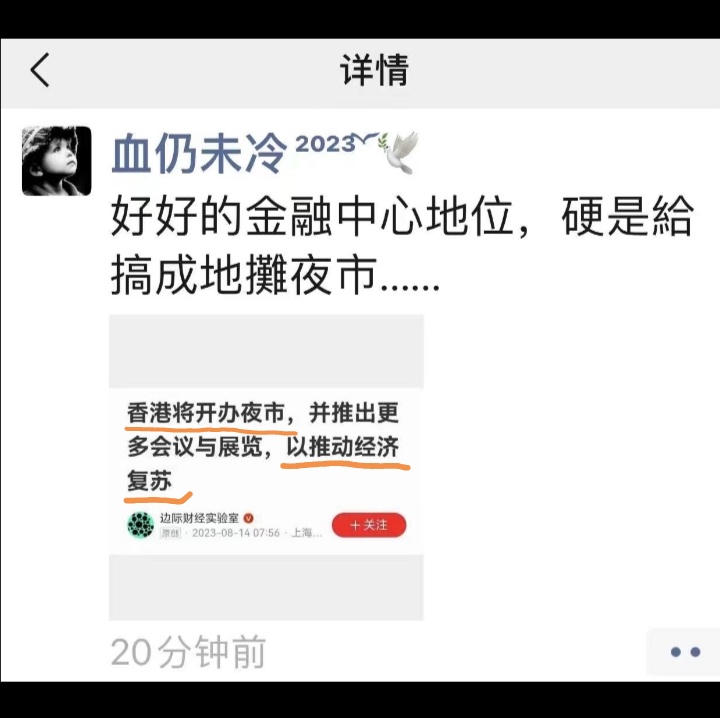 详情
血仍未冷 2023
好好的金融中心地位，硬是給
搞成地攤夜市......
香港将开办夜市，并推出更
多会议与展览，以推动经济
复苏
边际财经实验室
原创 · 2023-08-14 07:56 · 上海...
+关注
20分钟前